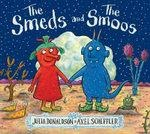 The Smeds and
The Smoos
JULIA DONALDSON • AXEL SCHEFFLER